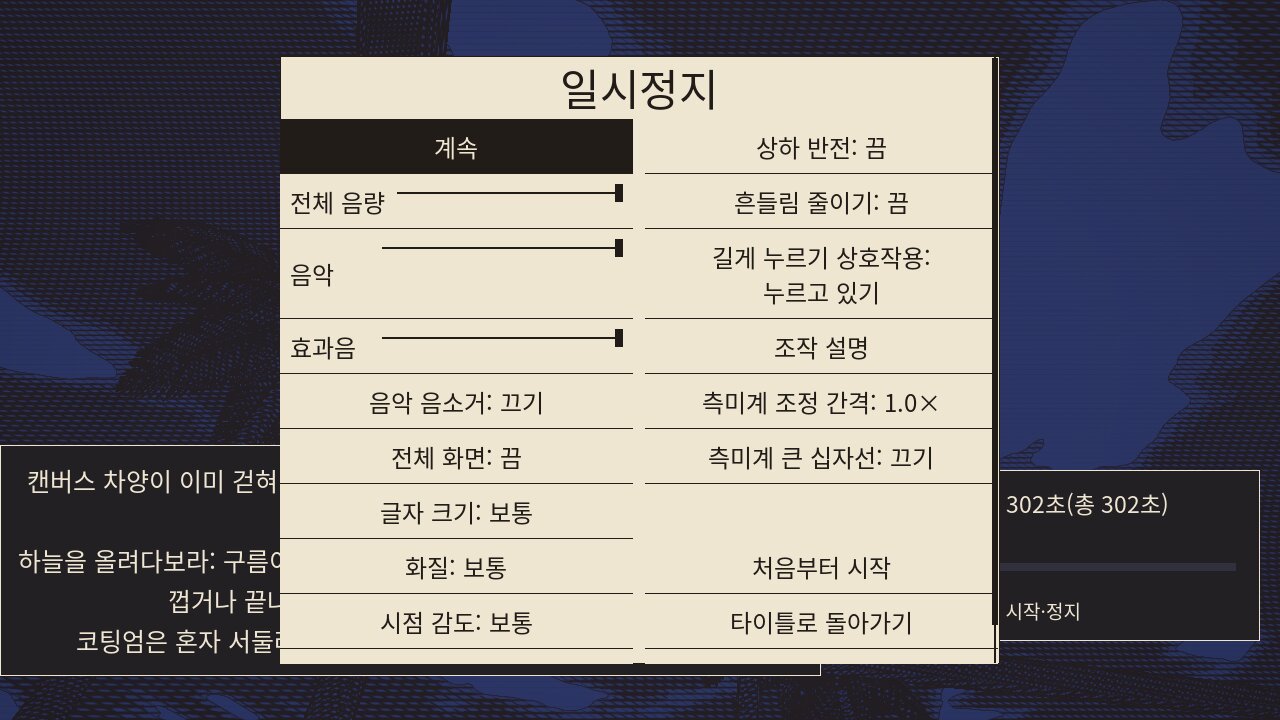 일시정지
계속
전체 음량
음악
효과음
음악 음소거: 끄기
전체 화면: 끔
글자 크기: 보통
화질: 보통
시점 감도: 보통
상하 반전: 끔
흔들림 줄이기: 끔
길게 누르기 상호작용:
누르고 있기
조작 설명
측미계 조정 간격: 1.0×
측미계 큰 십자선: 끄기
처음부터 시작
타이틀로 돌아가기
캔버스 차양이 이미 걷혀
하늘을 올려다보라: 구름이
껍거나 끝나
코팅엄은 혼자 서둘러
302초(총 302초)
시작·정지